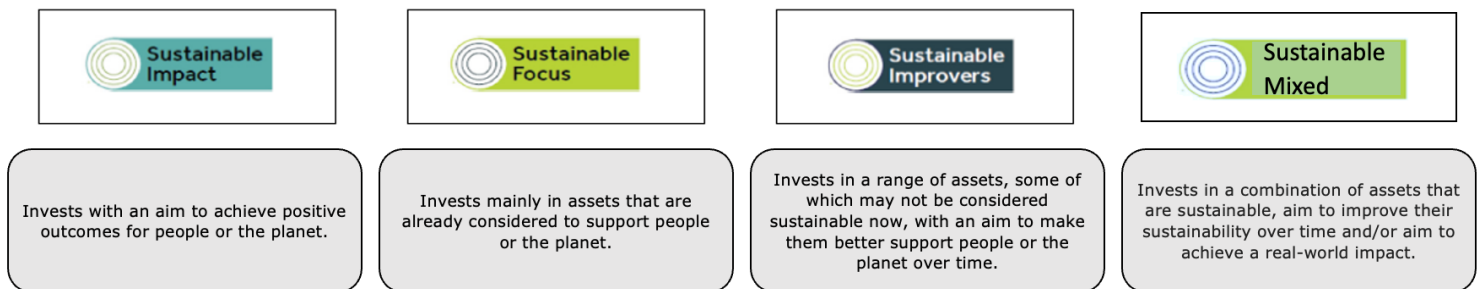 Sustainable
Impact
Sustainable
Focus
Sustainable
Improvers
Sustainable
Mixed
Invests with an aim to achieve positive
outcomes for people or the planet.
Invests mainly in assets that are
already considered to support people
or the planet.
Invests in a range of assets, some of
which may not be considered
sustainable now, with an aim to make
them better support people or the
planet over time.
Invests in a combination of assets that
are sustainable, aim to improve their
sustainability over time and/or aim to
achieve a real-world impact.